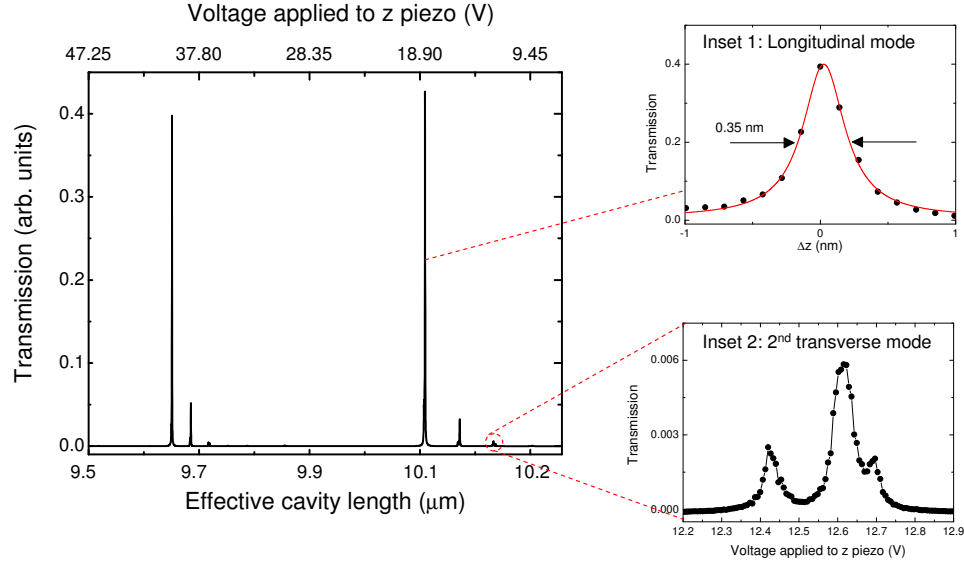 Voltage applied to z piezo (V)
47.25 37.80 28.35 18.90 9.45
Transmission (arb. units)
0.4
0.3
0.2
0.1
0.0
9.5 9.7 9.9 10.1 10.2
Effective cavity length (μm)
Inset 1: Longitudinal mode
Transmission
0.4
0.2
0.0
0.35 nm
-1 0 1
Δz (nm)
Inset 2: 2nd transverse mode
Transmission
0.006
0.003
0.000
12.2 12.3 12.4 12.5 12.6 12.7 12.8 12.9
Voltage applied to z piezo (V)